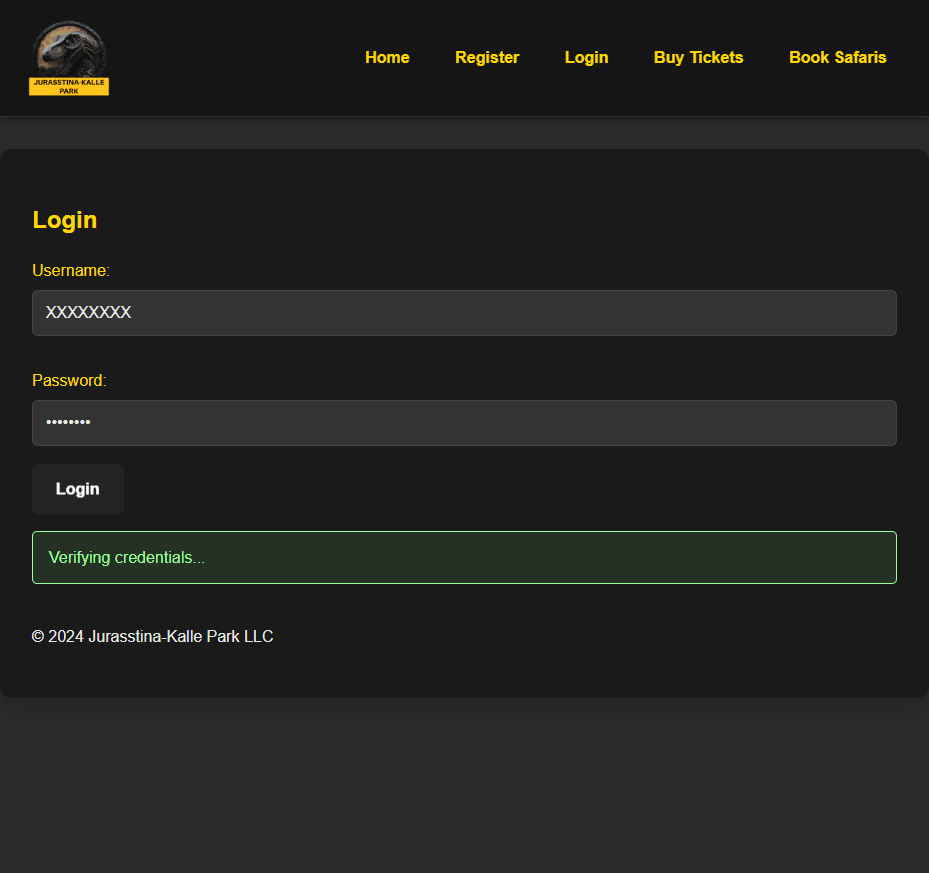 JURASSTINA-KALLE
PARK
Home Register Login Buy Tickets Book Safaris
Login
Username:
XXXXXXXX
Password:
••••••••
Login
Verifying credentials...
© 2024 Jurasstina-Kalle Park LLC